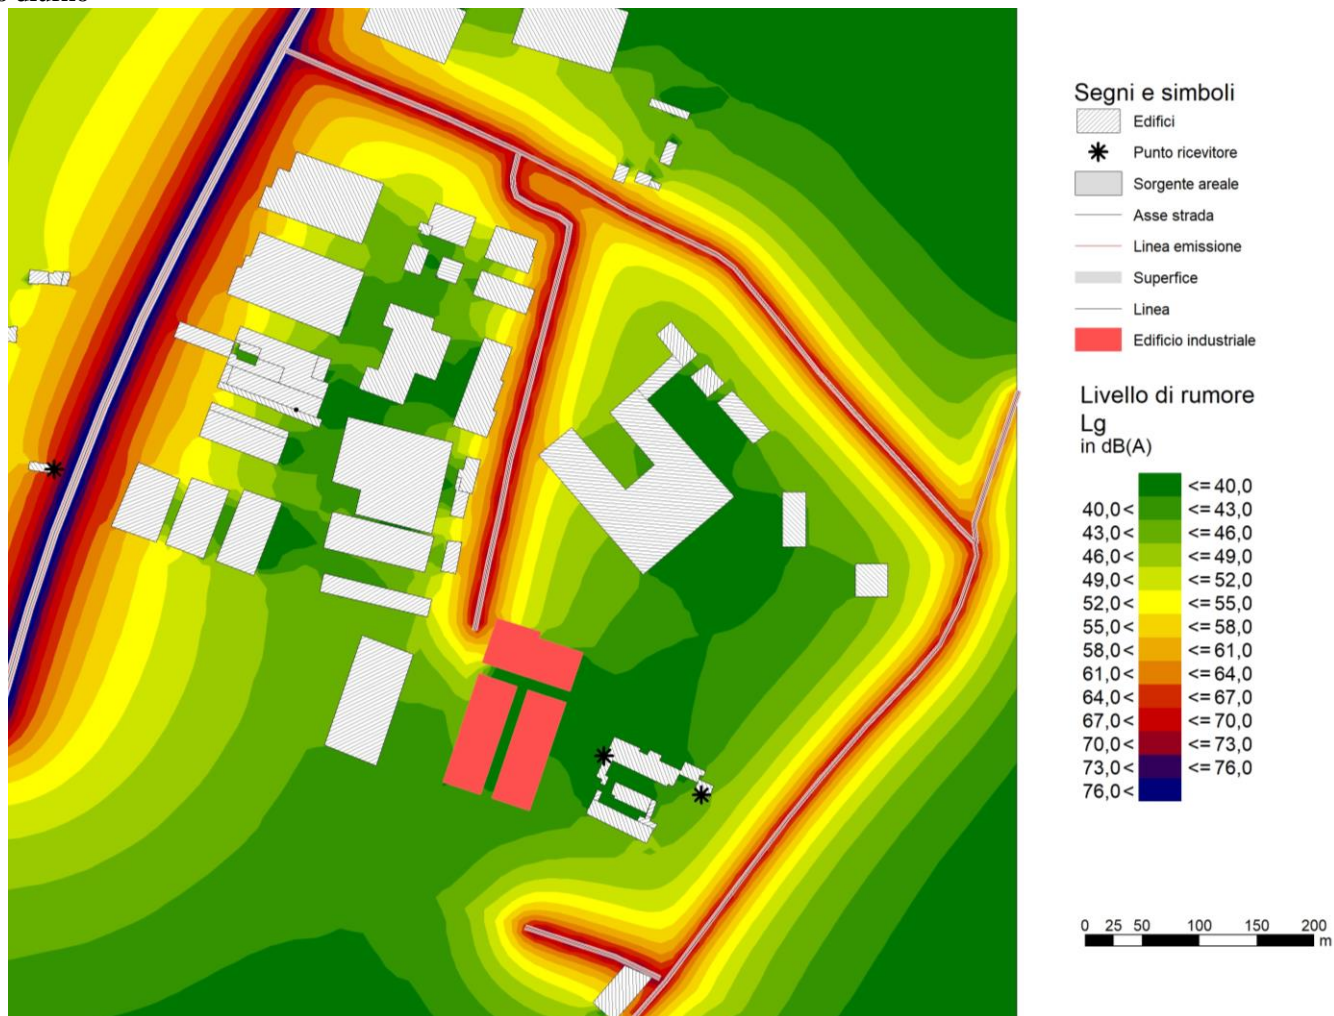 Segni e simboli
Edifici
Punto ricevitore
Sorgente areale
Asse strada
Linea emissione
Superfice
Linea
Edificio industriale
Livello di rumore
Lg
in dB(A)
<= 40,0
40,0 < <= 43,0
43,0 < <= 46,0
46,0 < <= 49,0
49,0 < <= 52,0
52,0 < <= 55,0
55,0 < <= 58,0
58,0 < <= 61,0
61,0 < <= 64,0
64,0 < <= 67,0
67,0 < <= 70,0
70,0 < <= 73,0
73,0 < <= 76,0
76,0 <
0 25 50 100 150 200
m